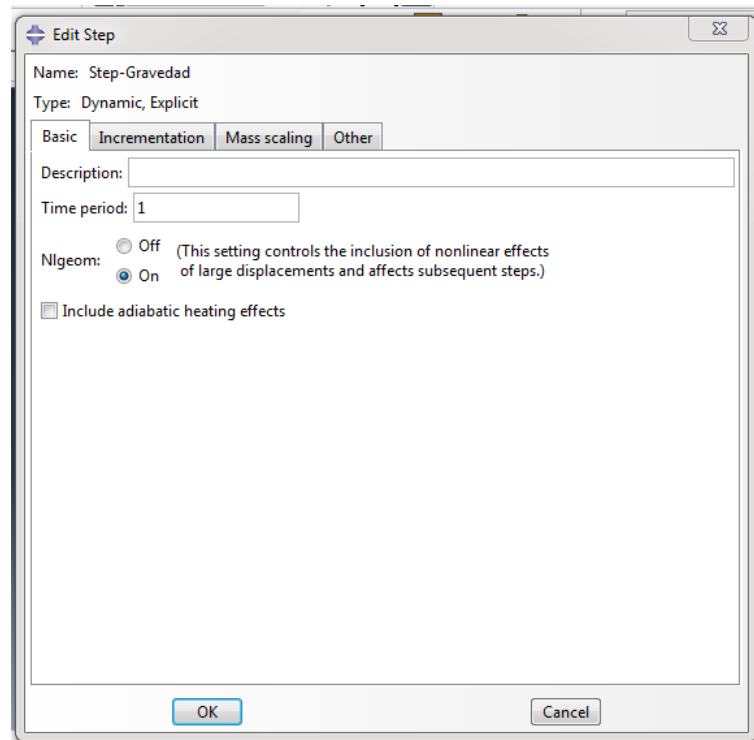 Edit Step
Name: Step-Gravedad
Type: Dynamic, Explicit
Basic Incrementation Mass scaling Other
Description:
Time period: 1
Nlgeom:
Off
On
(This setting controls the inclusion of nonlinear effects
of large displacements and affects subsequent steps.)
Include adiabatic heating effects
OK Cancel